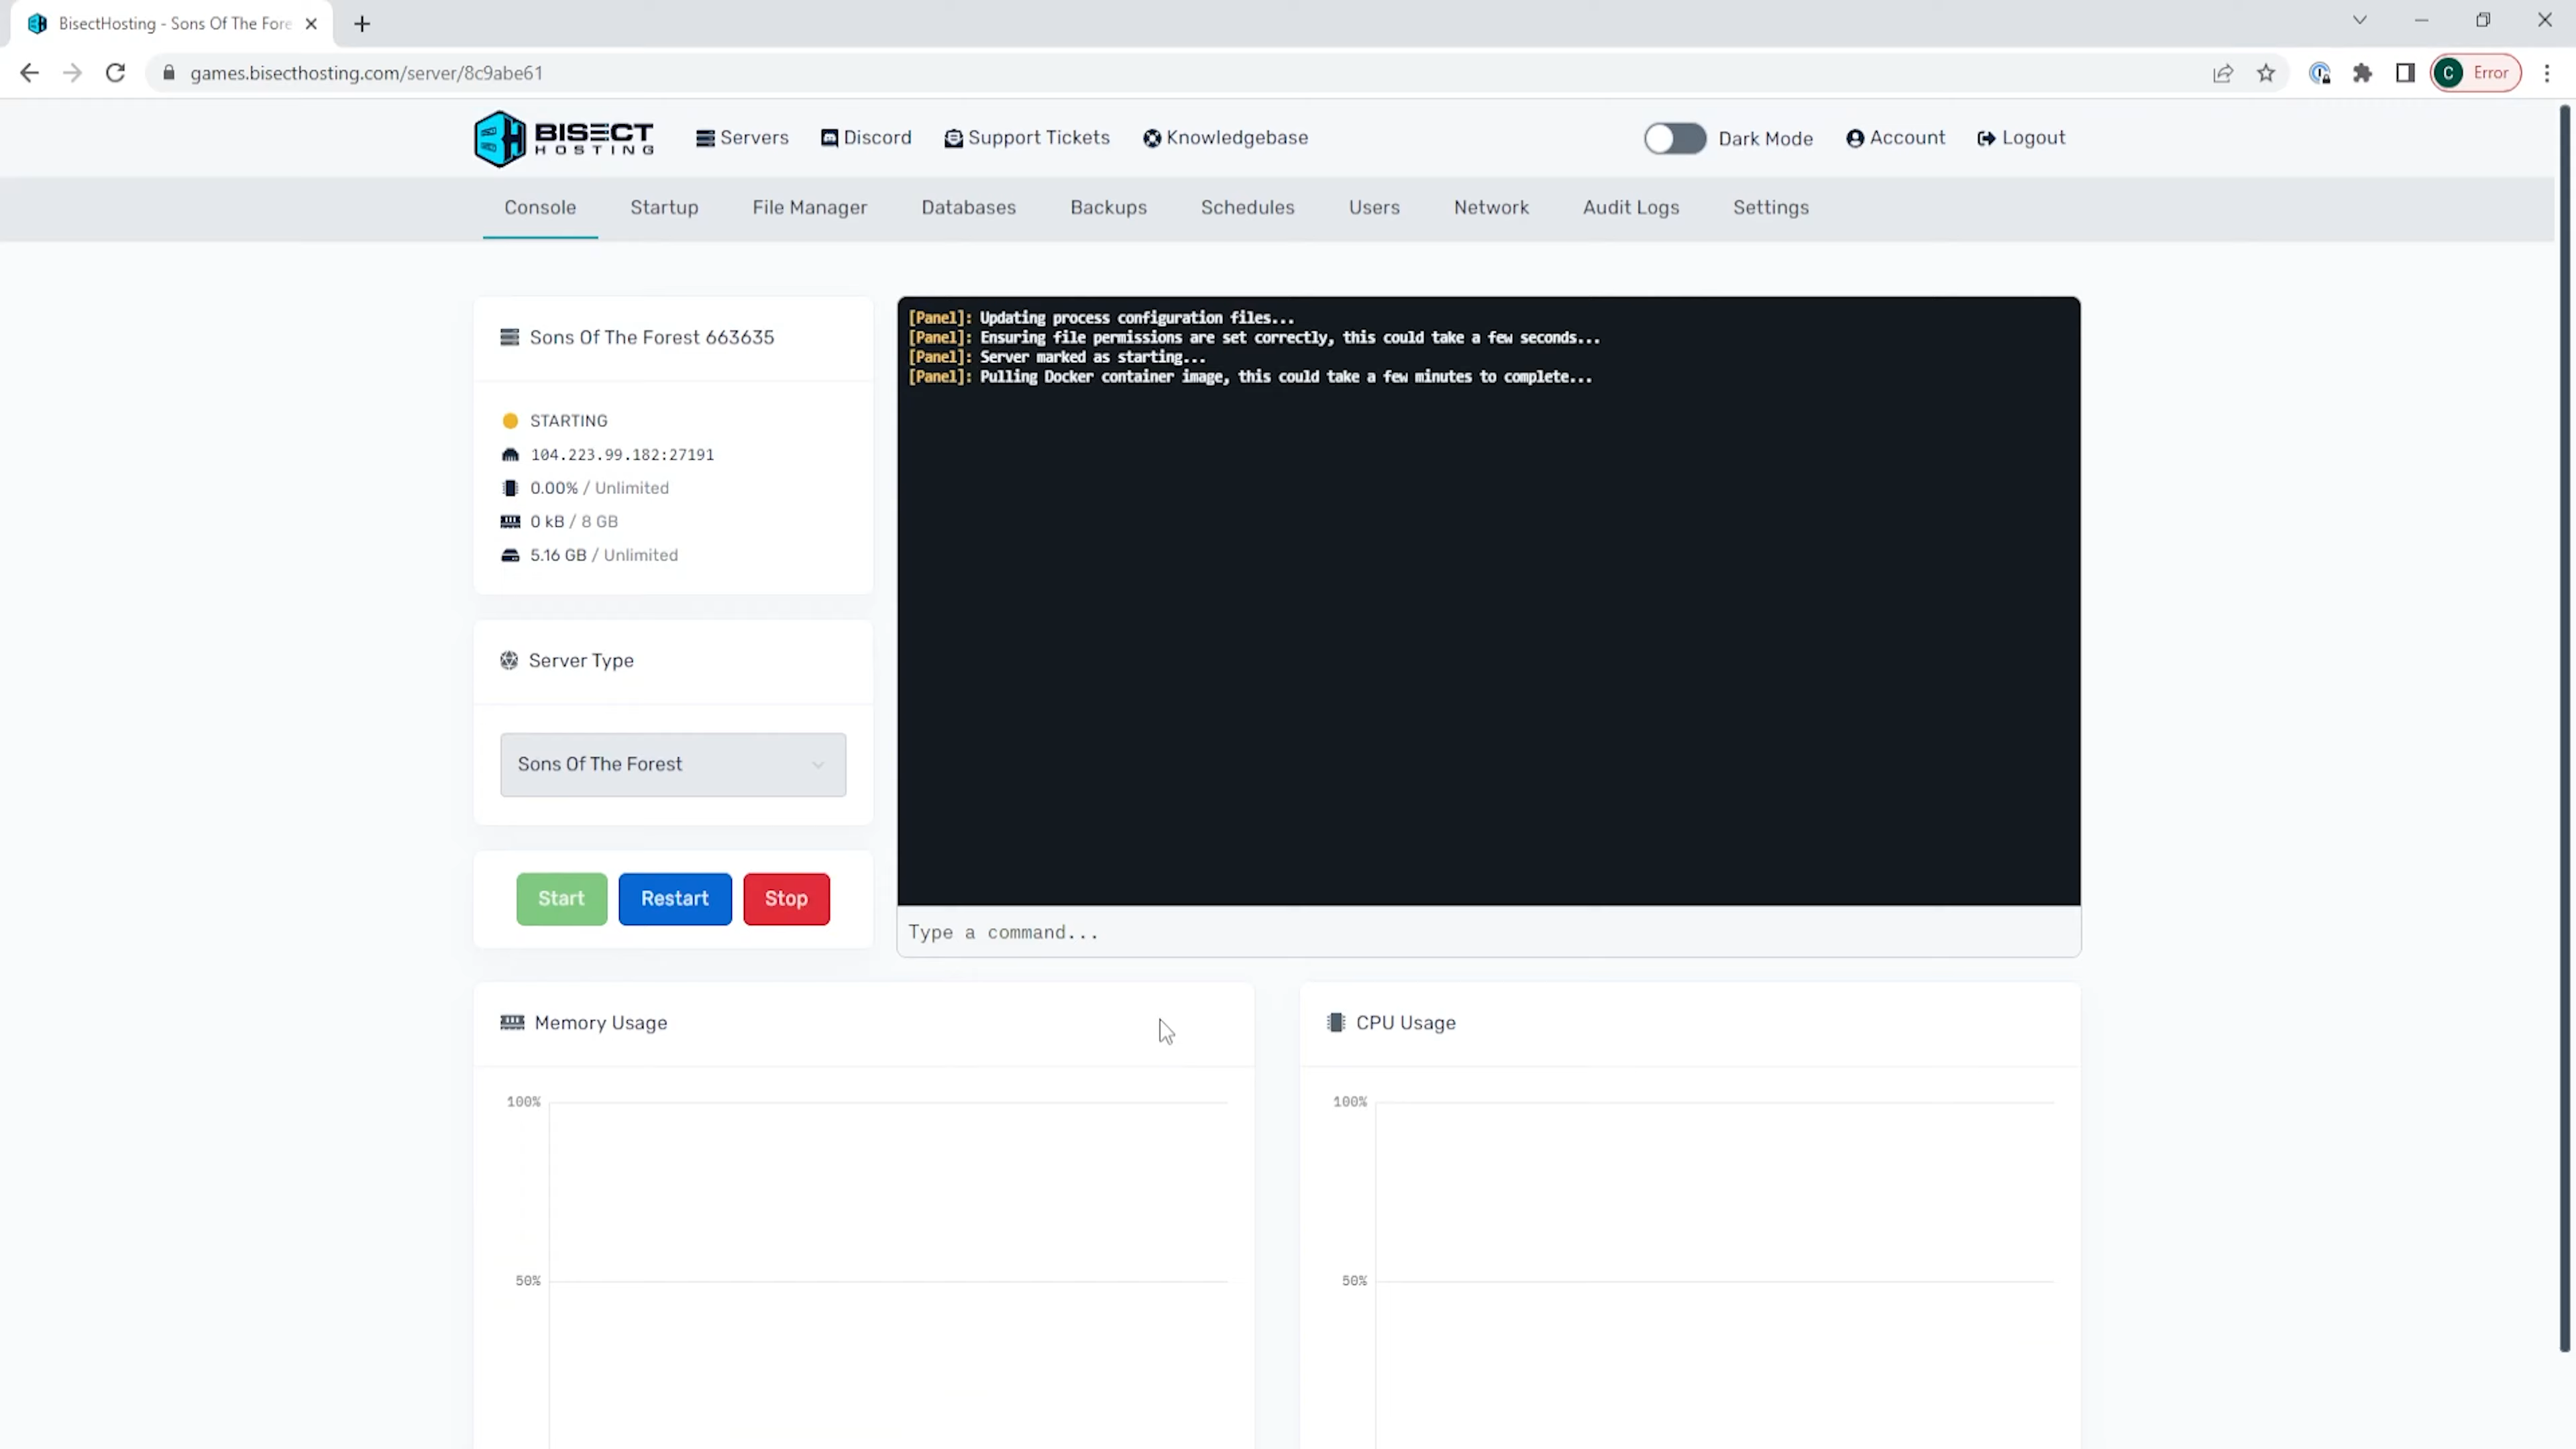 BisectHosting - Sons Of The Fore
games.bisecthosting.com/server/8c9abe61
C Error
BISECT
HOSTING
Servers Discord Support Tickets Knowledgebase Dark Mode Account Logout
Console Startup File Manager Databases Backups Schedules Users Network Audit Logs Settings
Sons Of The Forest 663635
STARTING
104.223.99.182:27191
0.00% / Unlimited
0 kB / 8 GB
5.16 GB / Unlimited
Server Type
Sons Of The Forest
Start Restart Stop
[Panel]: Updating process configuration files...
[Panel]: Ensuring file permissions are set correctly, this could take a few seconds...
[Panel]: Server marked as starting...
[Panel]: Pulling Docker container image, this could take a few minutes to complete...
Type a command...
Memory Usage
100%
50%
CPU Usage
100%
50%